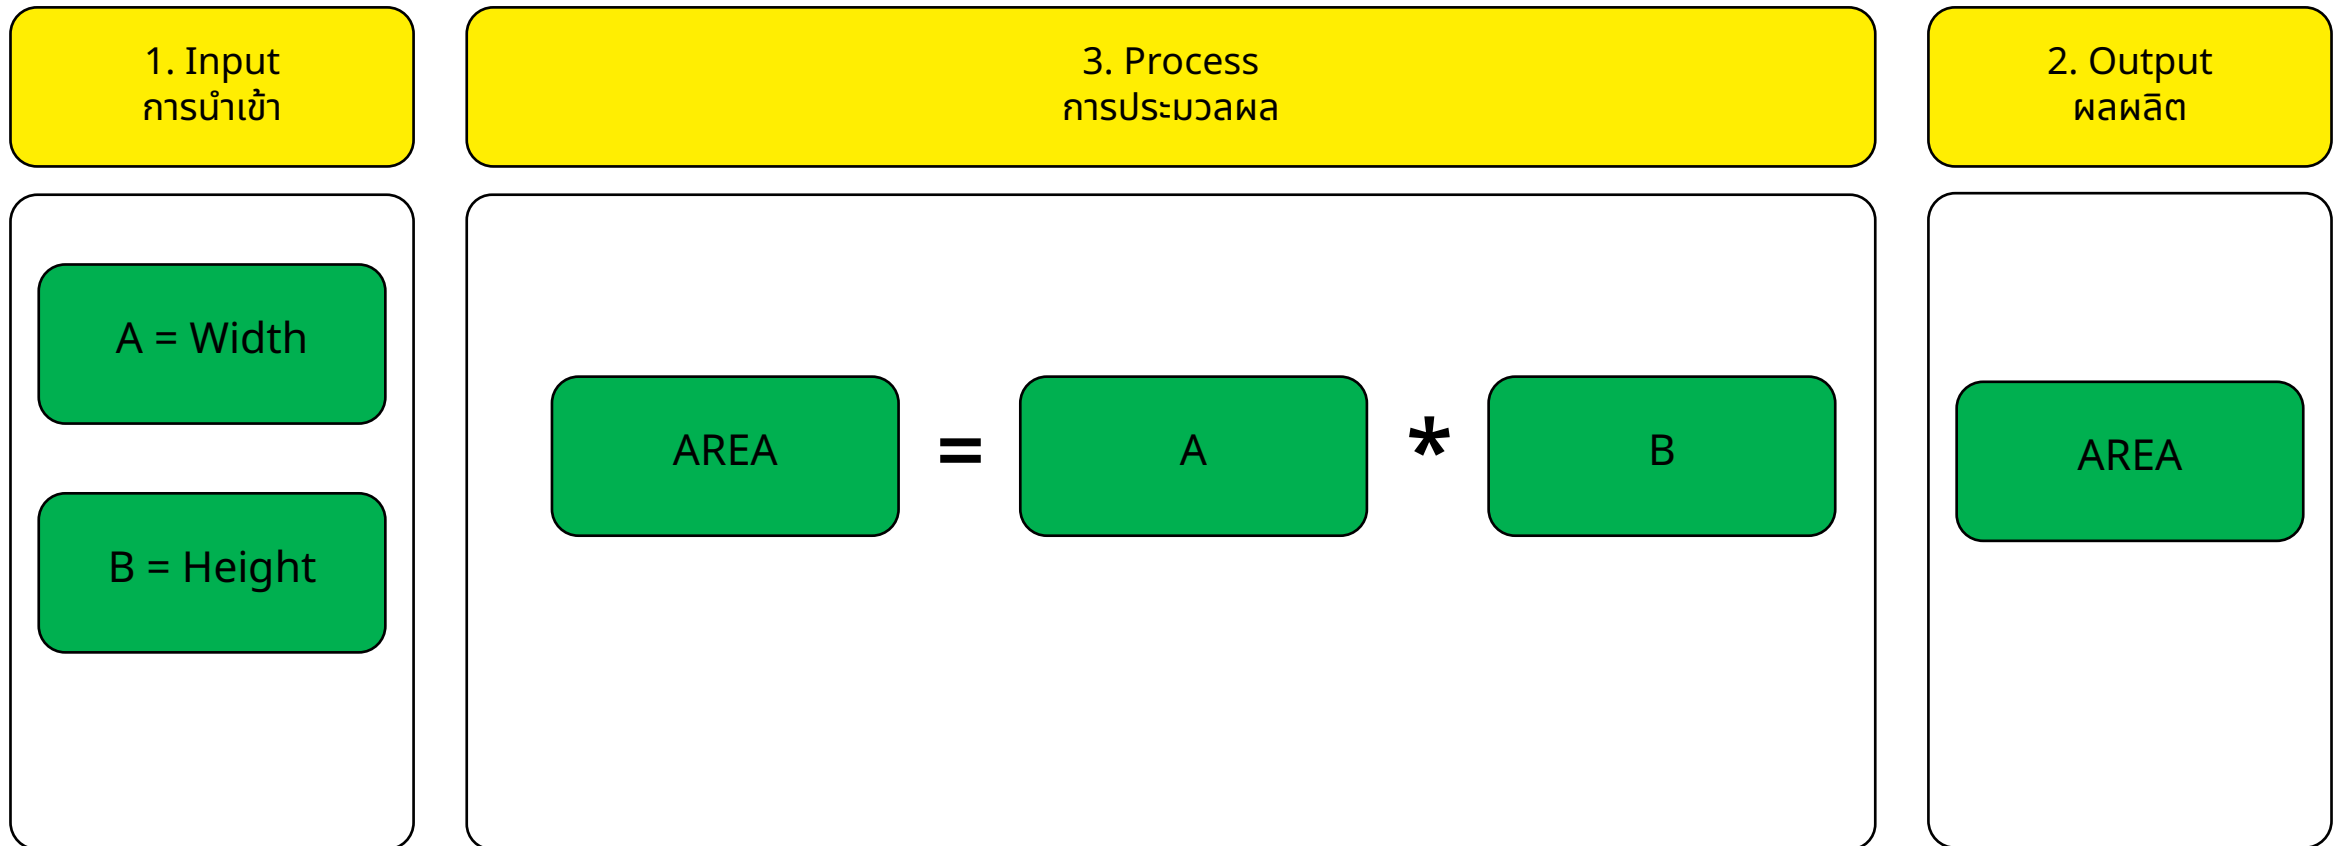 1. Input
การนำเข้า
3. Process
การประมวลผล
2. Output
ผลผลิต
A = Width
B = Height
AREA = A * B
AREA